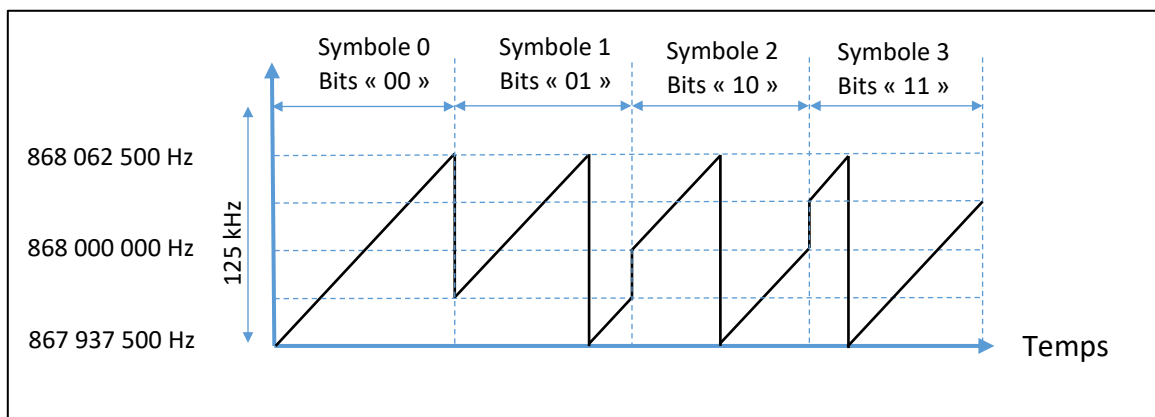 Symbole 0
Bits « 00 »
Symbole 1
Bits « 01 »
Symbole 2
Bits « 10 »
Symbole 3
Bits « 11 »
868 062 500 Hz
868 000 000 Hz
867 937 500 Hz
125 kHz
Temps